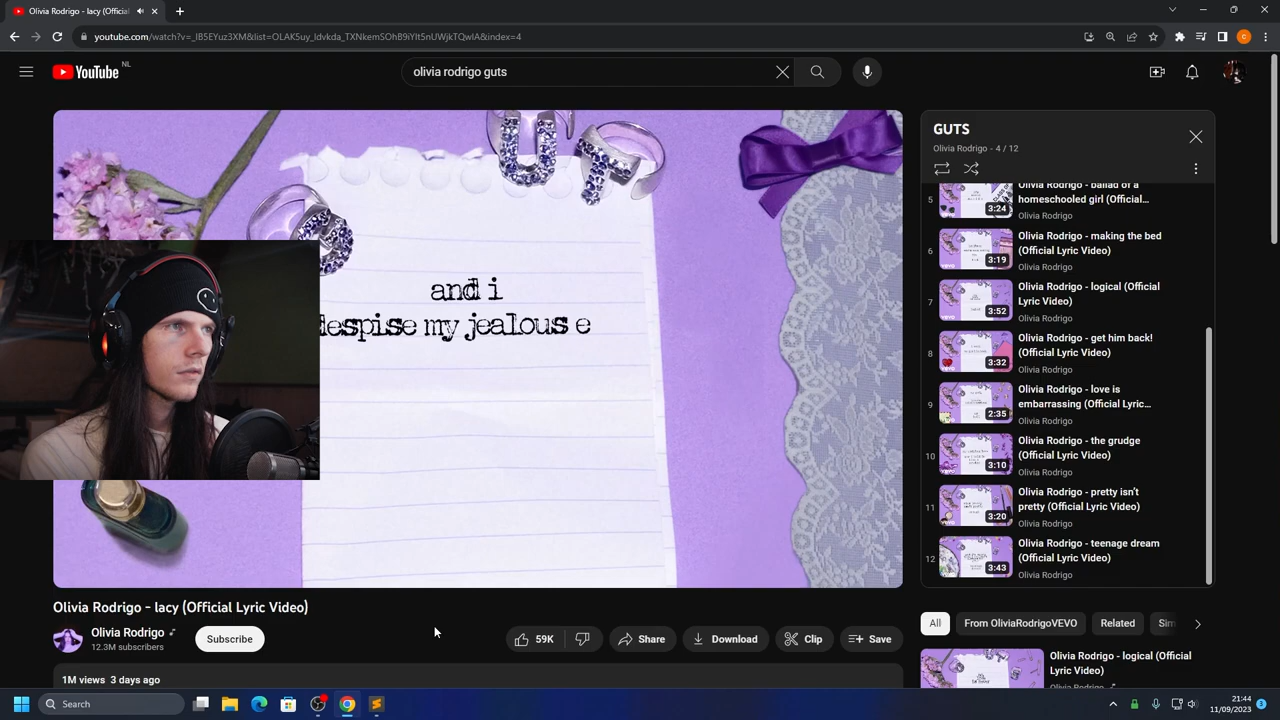 Olivia Rodrigo - lacy (Official
youtube.com/watch?v=_IB5EYuz3XM&list=OLAK5uy_ldvkda_TXNkemSOhB9iYIt5nUWjkTQwIA&index=4
YouTube NL
olivia rodrigo guts
and i
despise my jealous e
GUTS
Olivia Rodrigo - 4 / 12
5
3:24
Olivia Rodrigo - ballad of a
homeschooled girl (Official...
Olivia Rodrigo
6
3:19
Olivia Rodrigo - making the bed
(Official Lyric Video)
Olivia Rodrigo
7
3:52
Olivia Rodrigo - logical (Official
Lyric Video)
Olivia Rodrigo
8
3:32
Olivia Rodrigo - get him back!
(Official Lyric Video)
Olivia Rodrigo
9
2:35
Olivia Rodrigo - love is
embarrassing (Official Lyric...
Olivia Rodrigo
10
3:10
Olivia Rodrigo - the grudge
(Official Lyric Video)
Olivia Rodrigo
11
3:20
Olivia Rodrigo - pretty isn't
pretty (Official Lyric Video)
Olivia Rodrigo
12
3:43
Olivia Rodrigo - teenage dream
(Official Lyric Video)
Olivia Rodrigo
Olivia Rodrigo - lacy (Official Lyric Video)
Olivia Rodrigo
12.3M subscribers
Subscribe
59K
Share
Download
Clip
Save
1M views 3 days ago
All
From OliviaRodrigoVEVO
Related
Sim
Olivia Rodrigo - logical (Official
Lyric Video)
Olivia Rodrigo
Search
21:44
11/09/2023
3